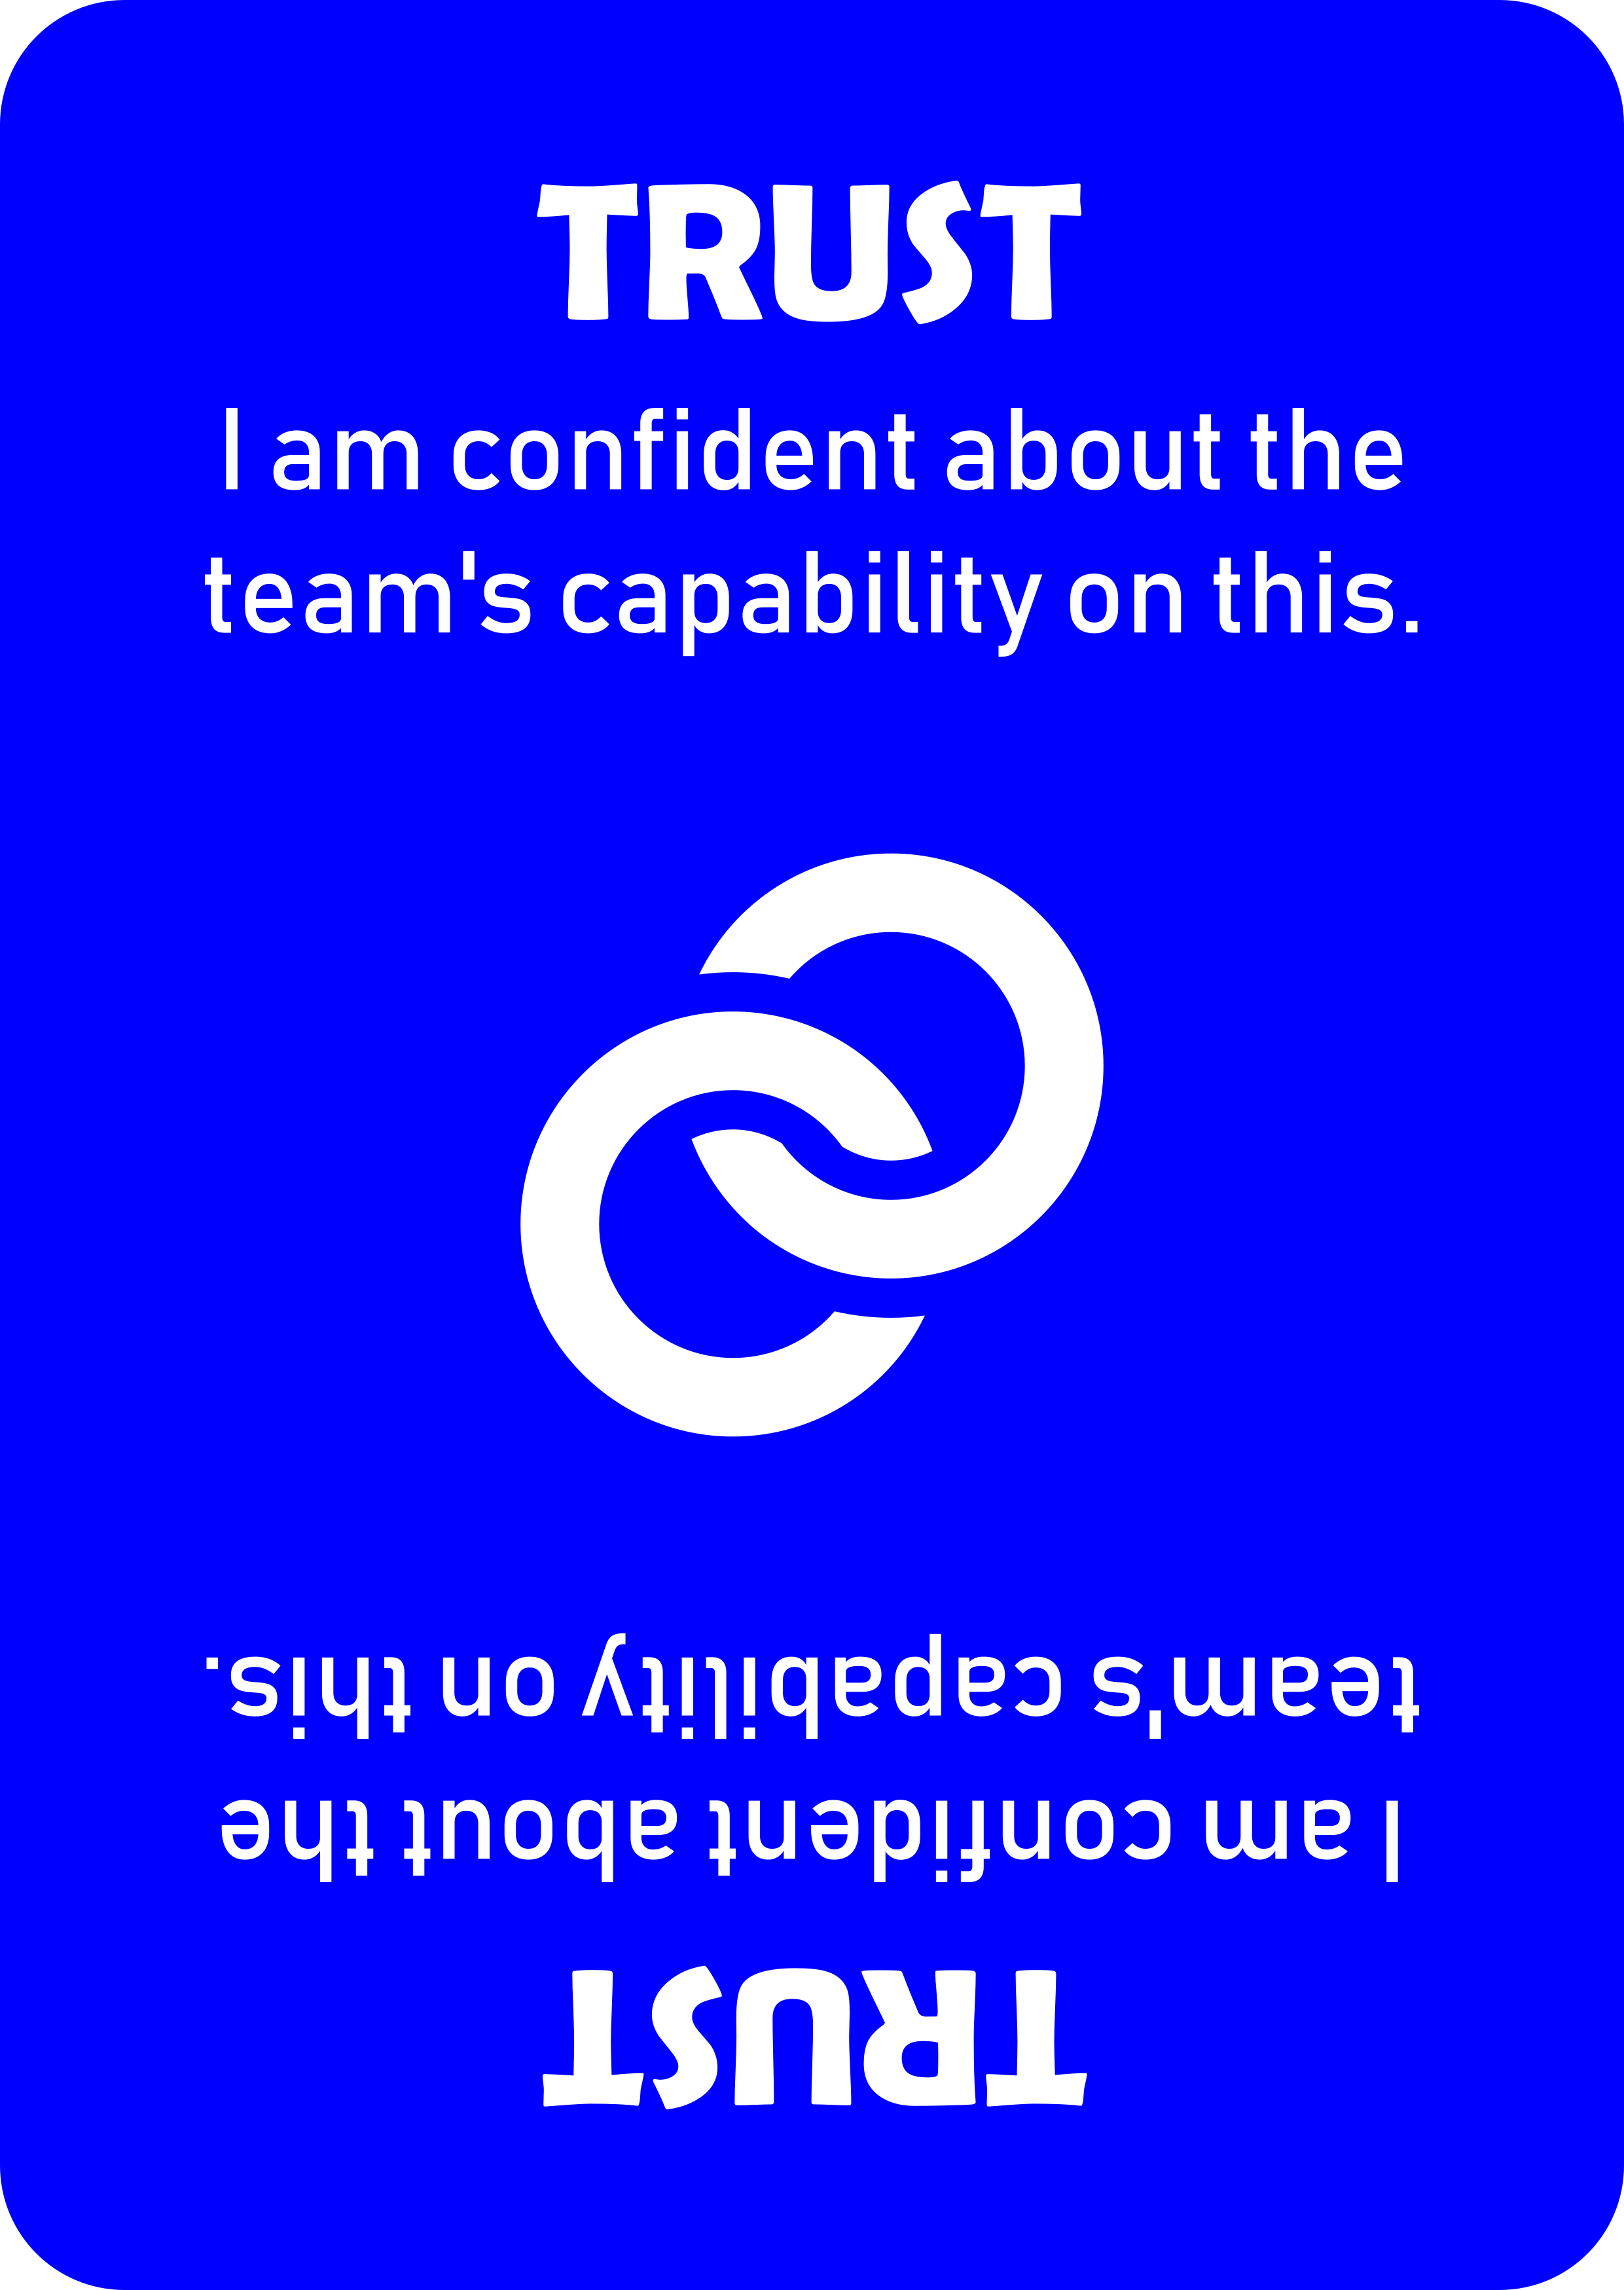 TRUST
I am confident about the
team's capability on this.
TRUST
I am confident about the
team's capability on this.